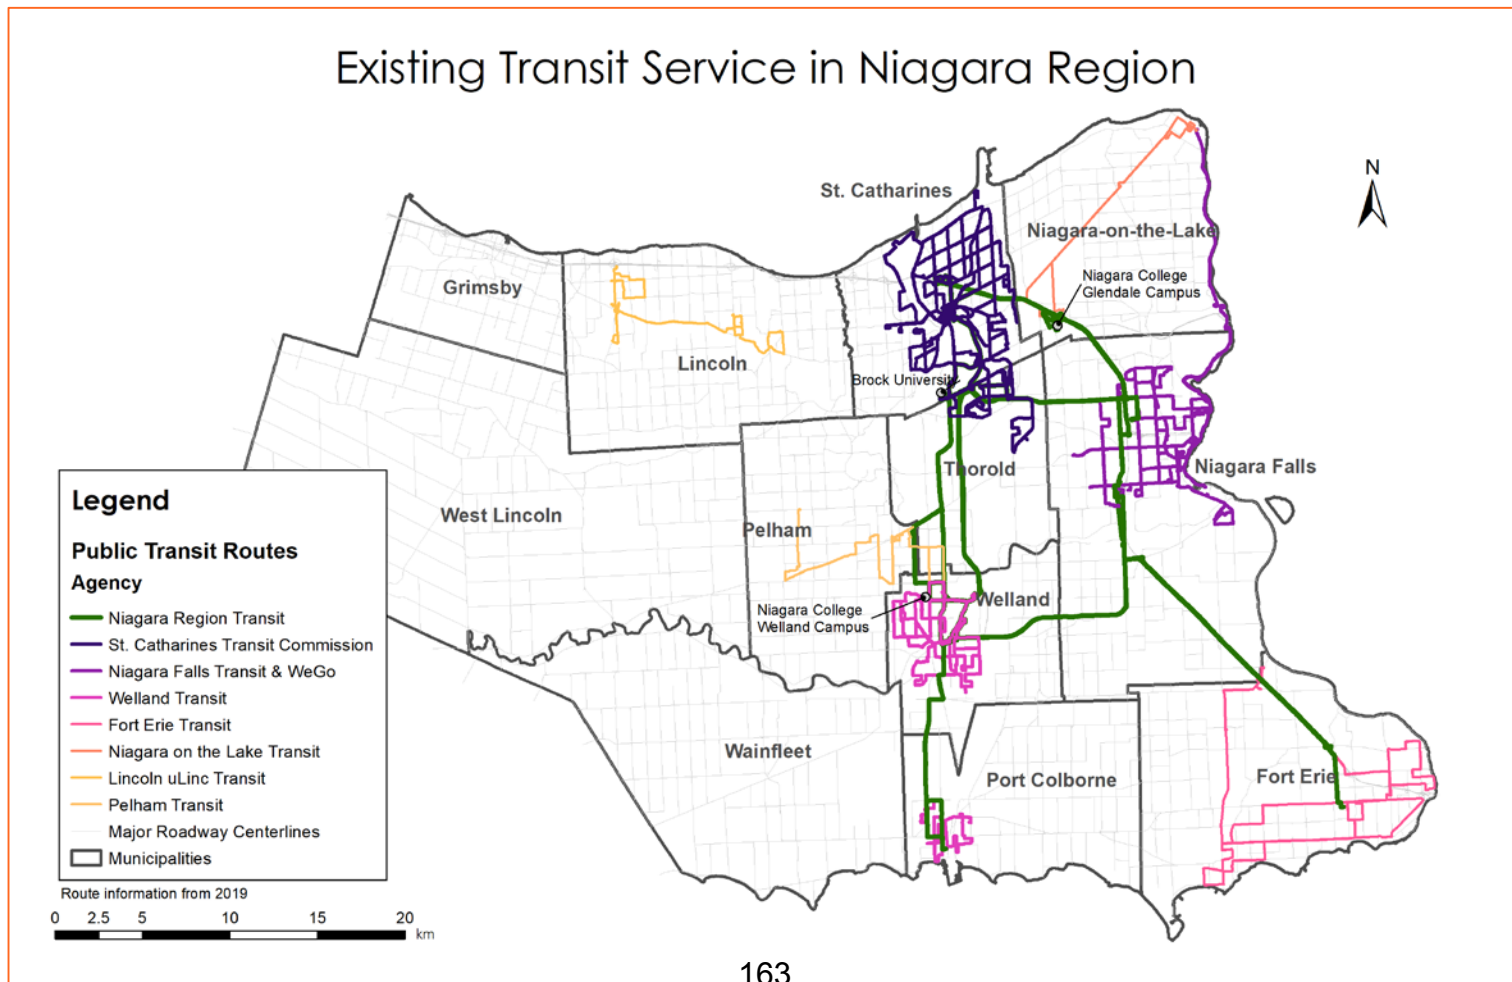 Existing Transit Service in Niagara Region
N
St. Catharines
Niagara-on-the-Lake
Niagara College
Glendale Campus
Grimsby
Lincoln
Brock University
Thorold
Niagara Falls
West Lincoln
Pelham
Welland
Niagara College
Welland Campus
Wainfleet
Port Colborne
Fort Erie
Legend
Public Transit Routes
Agency
Niagara Region Transit
St. Catharines Transit Commission
Niagara Falls Transit & WeGo
Welland Transit
Fort Erie Transit
Niagara on the Lake Transit
Lincoln uLinc Transit
Pelham Transit
Major Roadway Centerlines
Municipalities
Route information from 2019
0 2.5 5 10 15 20
km
163